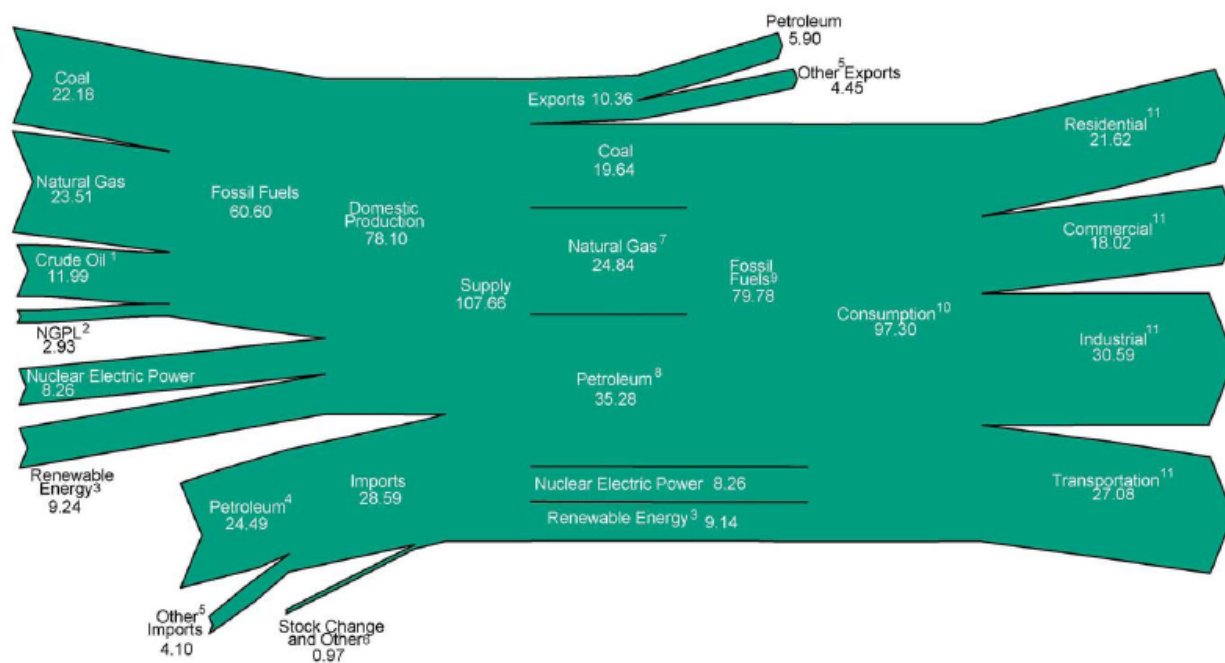 Petroleum
5.90
Other⁵ Exports
4.45
Exports 10.36
Coal
22.18
Natural Gas
23.51
Crude Oil ¹
11.99
NGPL²
2.93
Nuclear Electric Power
8.26
Renewable
Energy³
9.24
Fossil Fuels
60.60
Domestic
Production
78.10
Petroleum⁴
24.49
Imports
28.59
Other⁵
Imports
4.10
Stock Change
and Other⁶
0.97
Supply
107.66
Coal
19.64
Natural Gas⁷
24.84
Petroleum⁸
35.28
Nuclear Electric Power 8.26
Renewable Energy³ 9.14
Fossil
Fuels⁹
79.78
Consumption¹⁰
97.30
Residential¹¹
21.62
Commercial¹¹
18.02
Industrial¹¹
30.59
Transportation¹¹
27.08